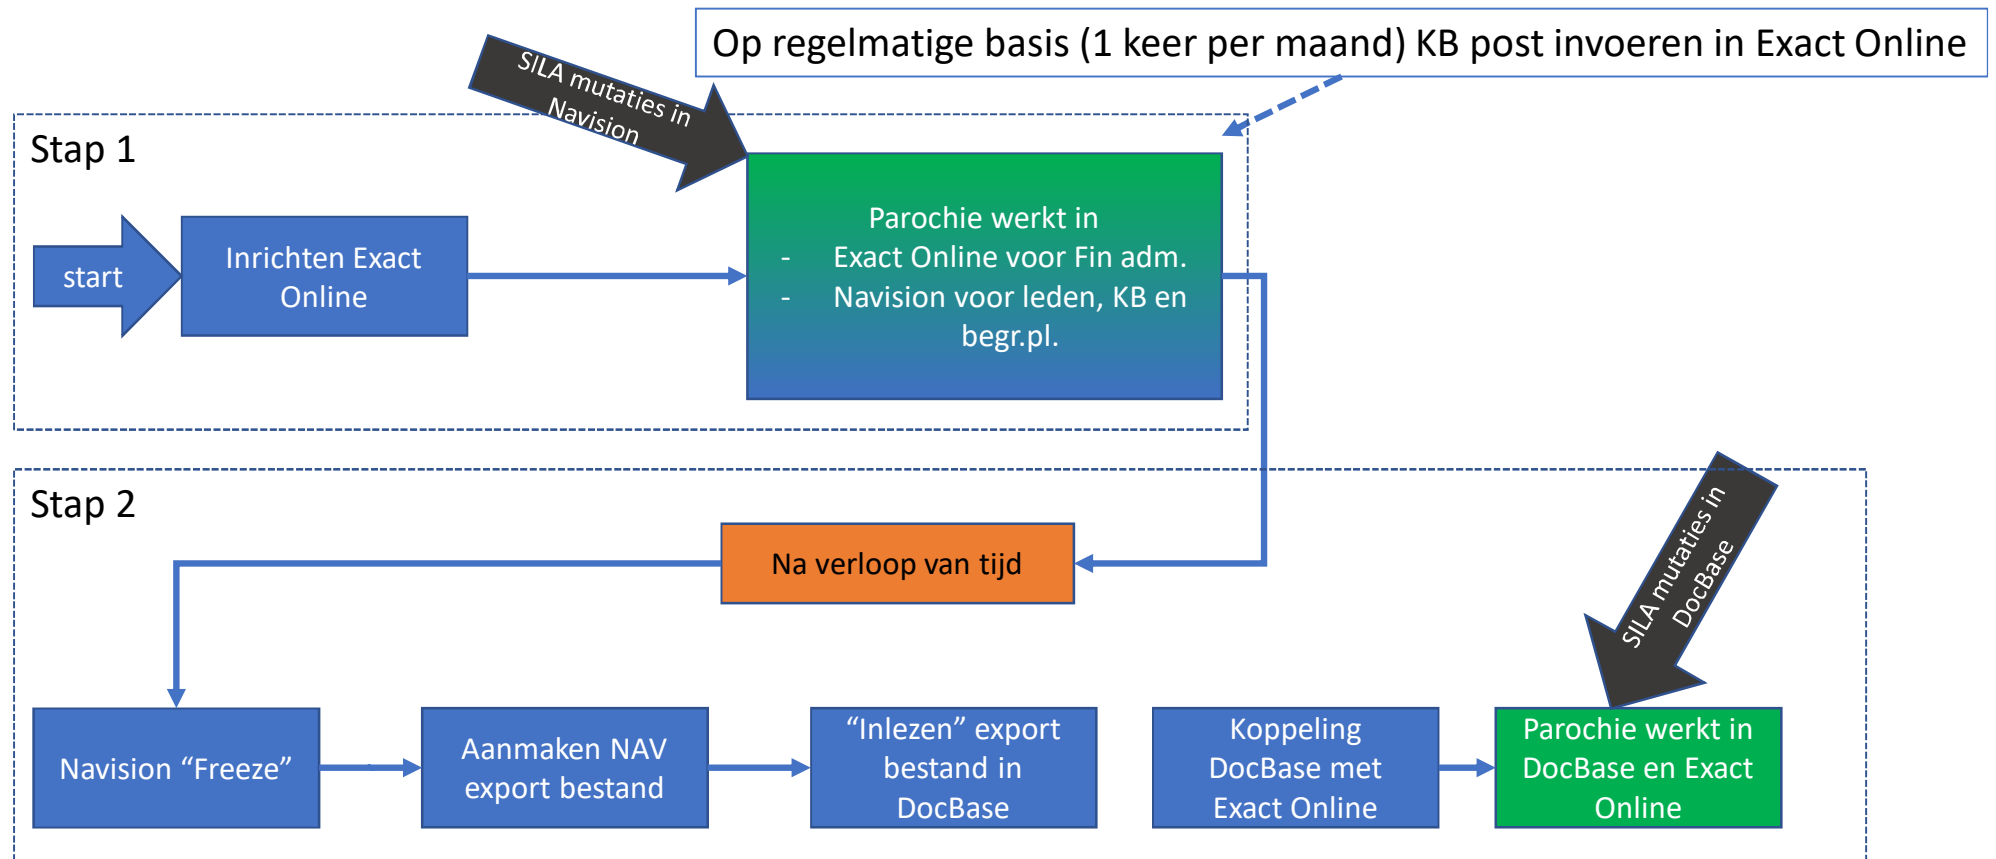 Op regelmatige basis (1 keer per maand) KB post invoeren in Exact Online
SILA mutaties in
Navision
Stap 1
start
Inrichten Exact
Online
Parochie werkt in
- Exact Online voor Fin adm.
- Navision voor leden, KB en
begr.pl.
Stap 2
Na verloop van tijd
SILA mutaties in
DocBase
Navision “Freeze”
Aanmaken NAV
export bestand
“Inlezen” export
bestand in
DocBase
Koppeling
DocBase met
Exact Online
Parochie werkt in
DocBase en Exact
Online